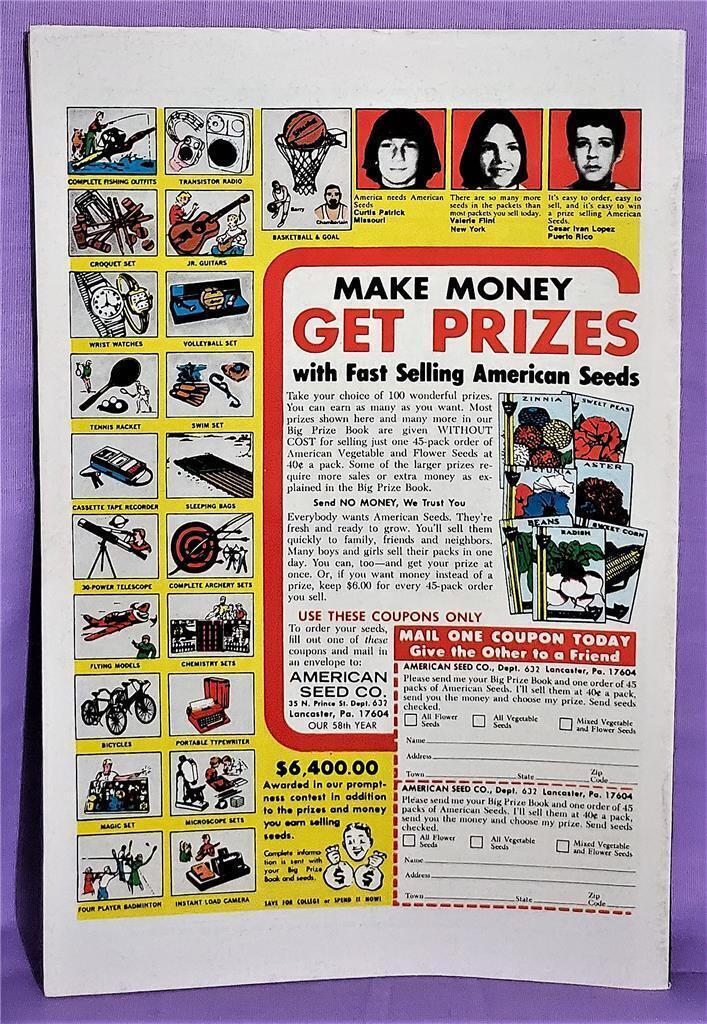 COMPLETE FISHING OUTFITS
TRANSISTOR RADIO
CROQUET SET
JR. GUITARS
WRIST WATCHES
VOLLEYBALL SET
TENNIS RACKET
SWIM SET
CASSETTE TAPE RECORDER
SLEEPING BAGS
30-POWER TELESCOPE
COMPLETE ARCHERY SETS
FLYING MODELS
CHEMISTRY SETS
BICYCLES
PORTABLE TYPEWRITER
MAGIC SET
MICROSCOPE SETS
FOUR PLAYER BADMINTON
INSTANT LOAD CAMERA
Barry
Chamberlain
BASKETBALL & GOAL
America needs American
Seeds
Curtis Patrick
Missouri
There are so many more
seeds in the packets than
most packets you sell today.
Valerie Flint
New York
It's easy to order, easy to
sell, and it's easy to win
a prize selling American
Seeds.
Cesar Ivan Lopez
Puerto Rico
MAKE MONEY
GET PRIZES
with Fast Selling American Seeds
Take your choice of 100 wonderful prizes.
You can earn as many as you want. Most
prizes shown here and many more in our
Big Prize Book are given WITHOUT
COST for selling just one 45-pack order of
American Vegetable and Flower Seeds at
40¢ a pack. Some of the larger prizes re-
quire more sales or extra money as ex-
plained in the Big Prize Book.
Send NO MONEY, We Trust You
Everybody wants American Seeds. They're
fresh and ready to grow. You'll sell them
quickly to family, friends and neighbors.
Many boys and girls sell their packs in one
day. You can, too—and get your prize at
once. Or, if you want money instead of a
prize, keep $6.00 for every 45-pack order
you sell.
ZINNIA
SWEET PEAS
PETUNIA
ASTER
BEANS
RADISH
SWEET CORN
USE THESE COUPONS ONLY
To order your seeds,
fill out one of these
coupons and mail in
an envelope to:
AMERICAN
SEED CO.
35 N. Prince St. Dept. 632
Lancaster, Pa. 17604
OUR 58th YEAR
MAIL ONE COUPON TODAY
Give the Other to a Friend
AMERICAN SEED CO., Dept. 632 Lancaster, Pa. 17604
Please send me your Big Prize Book and one order of 45
packs of American Seeds. I'll sell them at 40¢ a pack,
send you the money and choose my prize. Send seeds
checked.
All Flower Seeds
All Vegetable Seeds
Mixed Vegetable and Flower Seeds
Name
Address
Town State Zip Code
AMERICAN SEED CO., Dept. 632 Lancaster, Pa. 17604
Please send me your Big Prize Book and one order of 45
packs of American Seeds. I'll sell them at 40¢ a pack,
send you the money and choose my prize. Send seeds
checked.
All Flower Seeds
All Vegetable Seeds
Mixed Vegetable and Flower Seeds
Name
Address
Town State Zip Code
$6,400.00
Awarded in our prompt-
ness contest in addition
to the prizes and money
you earn selling
seeds.
Complete informa-
tion is sent with
your Big Prize
Book and seeds.
$ $
SAVE FOR COLLEGE or SPEND IT NOW!